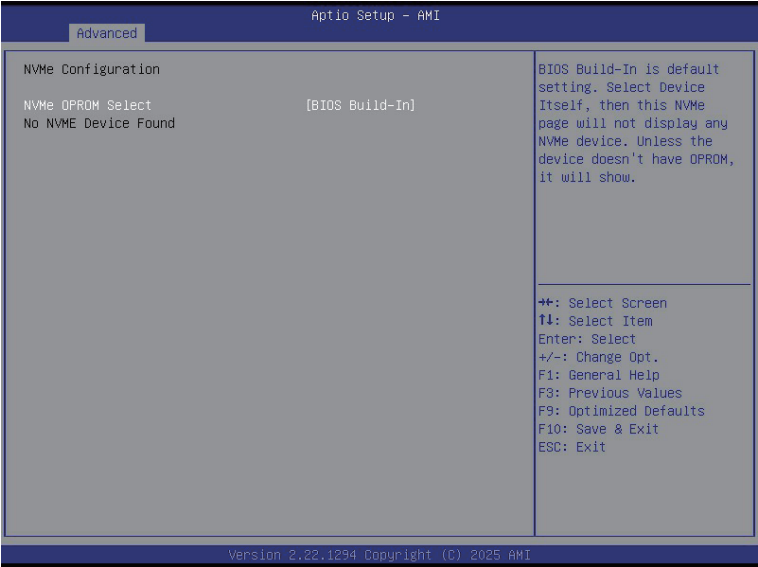 Aptio Setup - AMI
Advanced
NVMe Configuration
NVMe OPROM Select [BIOS Build-In]
No NVME Device Found
BIOS Build-In is default
setting. Select Device
Itself, then this NVMe
page will not display any
NVMe device. Unless the
device doesn't have OPROM,
it will show.
→←: Select Screen
↑↓: Select Item
Enter: Select
+/-: Change Opt.
F1: General Help
F3: Previous Values
F9: Optimized Defaults
F10: Save & Exit
ESC: Exit
Version 2.22.1294 Copyright (C) 2025 AMI